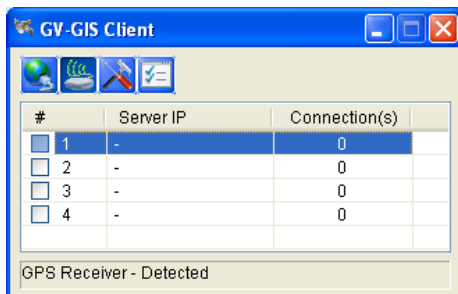 GV-GIS Client
# Server IP Connection(s)
1 - 0
2 - 0
3 - 0
4 - 0
GPS Receiver - Detected